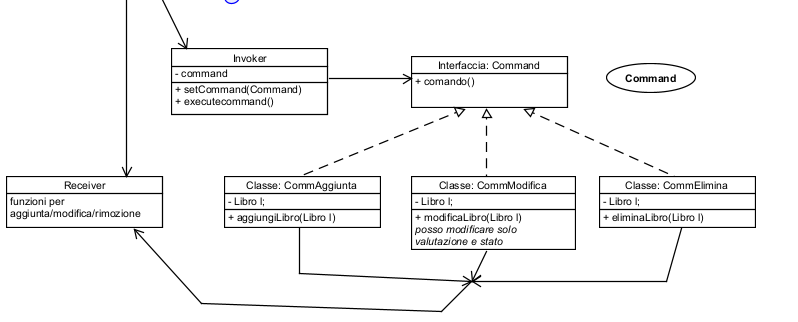 Invoker
- command
+ setCommand(Command)
+ executecommand()
Interfaccia: Command
+ comando()
Command
Receiver
funzioni per
aggiunta/modifica/rimozione
Classe: CommAggiunta
- Libro l;
+ aggiungiLibro(Libro l)
Classe: CommModifica
- Libro l;
+ modificaLibro(Libro l)
posso modificare solo
valutazione e stato
Classe: CommElimina
- Libro l;
+ eliminaLibro(Libro l)